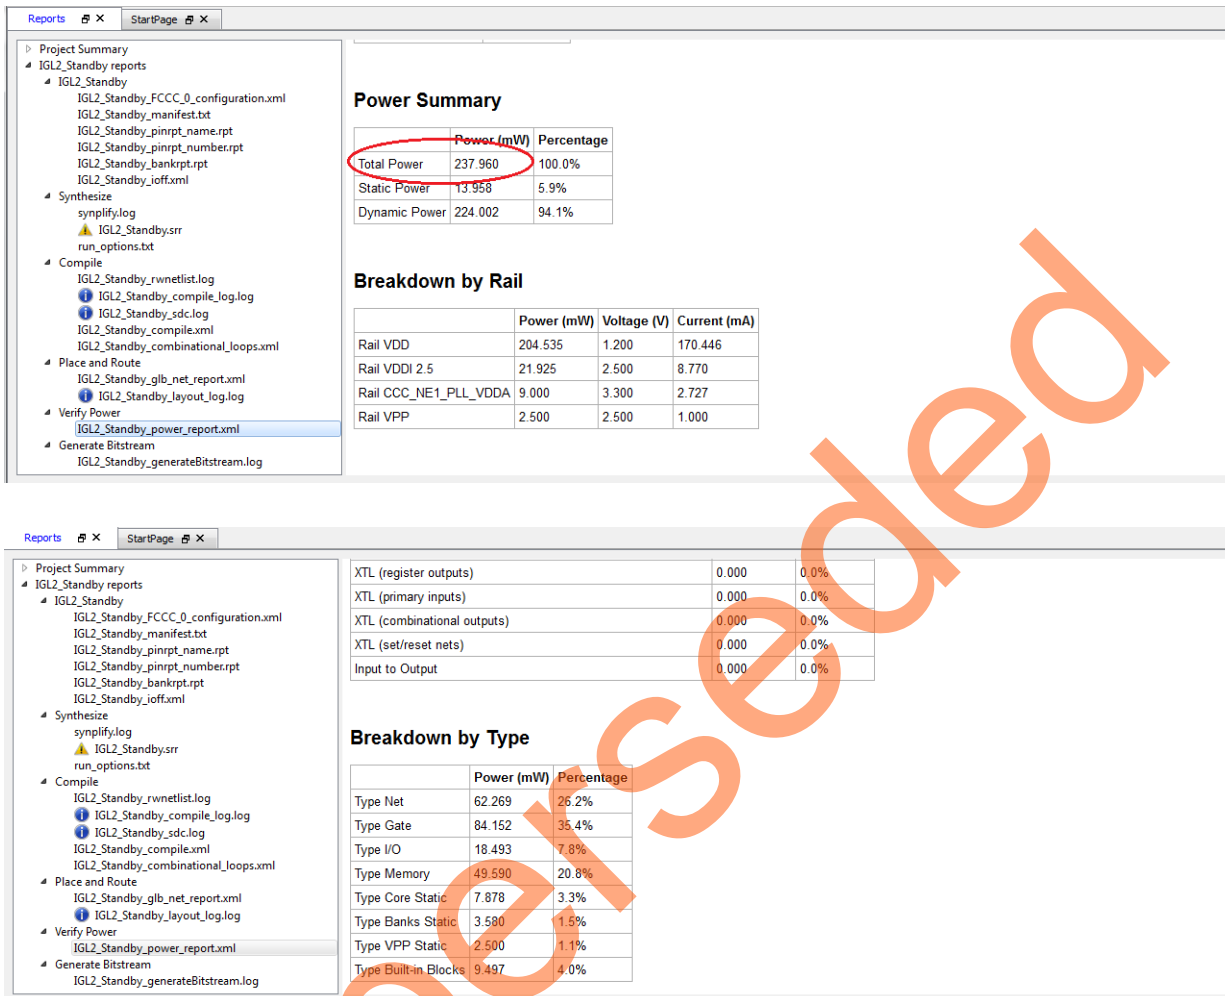 Reports
StartPage
Project Summary
IGL2_Standby reports
IGL2_Standby
IGL2_Standby_FCCC_0_configuration.xml
IGL2_Standby_manifest.txt
IGL2_Standby_pinrpt_name.rpt
IGL2_Standby_pinrpt_number.rpt
IGL2_Standby_bankrpt.rpt
IGL2_Standby_ioff.xml
Synthesize
synplify.log
IGL2_Standby.srr
run_options.txt
Compile
IGL2_Standby_rwnetlist.log
IGL2_Standby_compile_log.log
IGL2_Standby_sdc.log
IGL2_Standby_compile.xml
IGL2_Standby_combinational_loops.xml
Place and Route
IGL2_Standby_glb_net_report.xml
IGL2_Standby_layout_log.log
Verify Power
IGL2_Standby_power_report.xml
Generate Bitstream
IGL2_Standby_generateBitstream.log
Power Summary
Power (mW) Percentage
Total Power 237.960 100.0%
Static Power 13.958 5.9%
Dynamic Power 224.002 94.1%
Breakdown by Rail
Power (mW) Voltage (V) Current (mA)
Rail VDD 204.535 1.200 170.446
Rail VDDI 2.5 21.925 2.500 8.770
Rail CCC_NE1_PLL_VDDA 9.000 3.300 2.727
Rail VPP 2.500 2.500 1.000
Reports
StartPage
Project Summary
IGL2_Standby reports
IGL2_Standby
IGL2_Standby_FCCC_0_configuration.xml
IGL2_Standby_manifest.txt
IGL2_Standby_pinrpt_name.rpt
IGL2_Standby_pinrpt_number.rpt
IGL2_Standby_bankrpt.rpt
IGL2_Standby_ioff.xml
Synthesize
synplify.log
IGL2_Standby.srr
run_options.txt
Compile
IGL2_Standby_rwnetlist.log
IGL2_Standby_compile_log.log
IGL2_Standby_sdc.log
IGL2_Standby_compile.xml
IGL2_Standby_combinational_loops.xml
Place and Route
IGL2_Standby_glb_net_report.xml
IGL2_Standby_layout_log.log
Verify Power
IGL2_Standby_power_report.xml
Generate Bitstream
IGL2_Standby_generateBitstream.log
XTL (register outputs) 0.000 0.0%
XTL (primary inputs) 0.000 0.0%
XTL (combinational outputs) 0.000 0.0%
XTL (set/reset nets) 0.000 0.0%
Input to Output 0.000 0.0%
Breakdown by Type
Power (mW) Percentage
Type Net 62.269 26.2%
Type Gate 84.152 35.4%
Type I/O 18.493 7.8%
Type Memory 49.590 20.8%
Type Core Static 7.878 3.3%
Type Banks Static 3.580 1.5%
Type VPP Static 2.500 1.1%
Type Built-in Blocks 9.497 4.0%
perseded